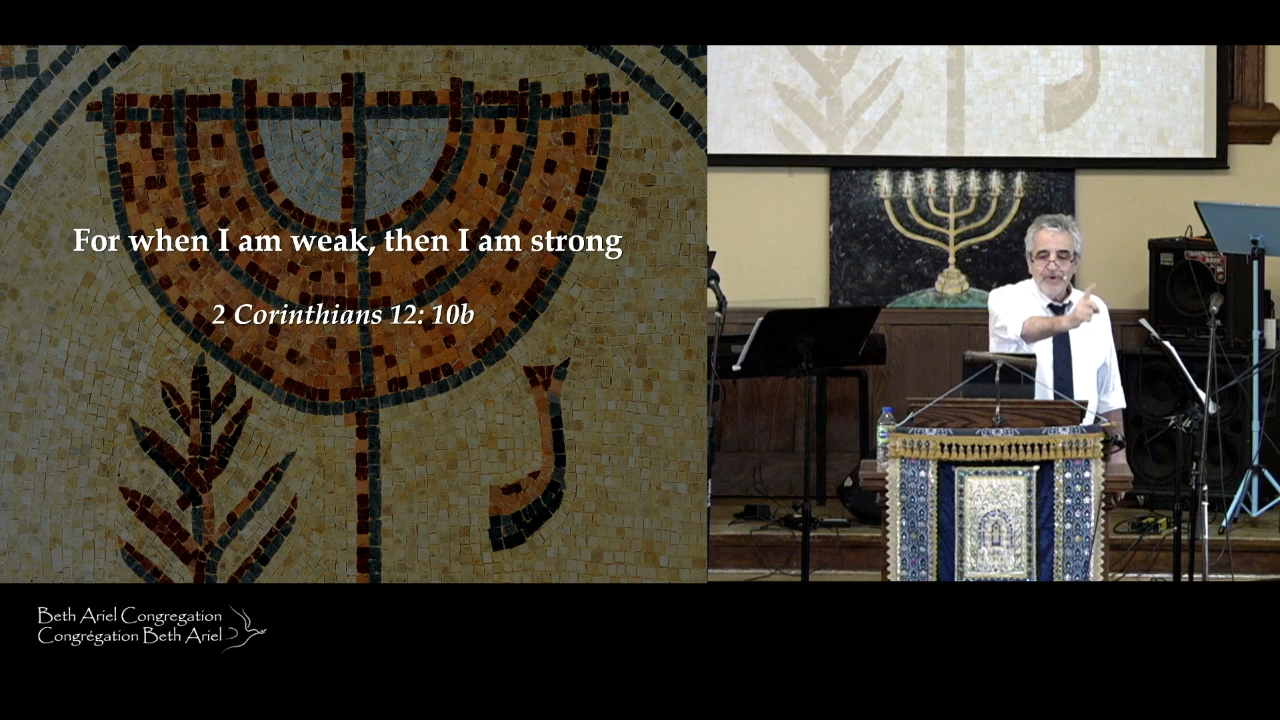 For when I am weak, then I am strong
2 Corinthians 12: 10b
Beth Ariel Congregation
Congrégation Beth Ariel